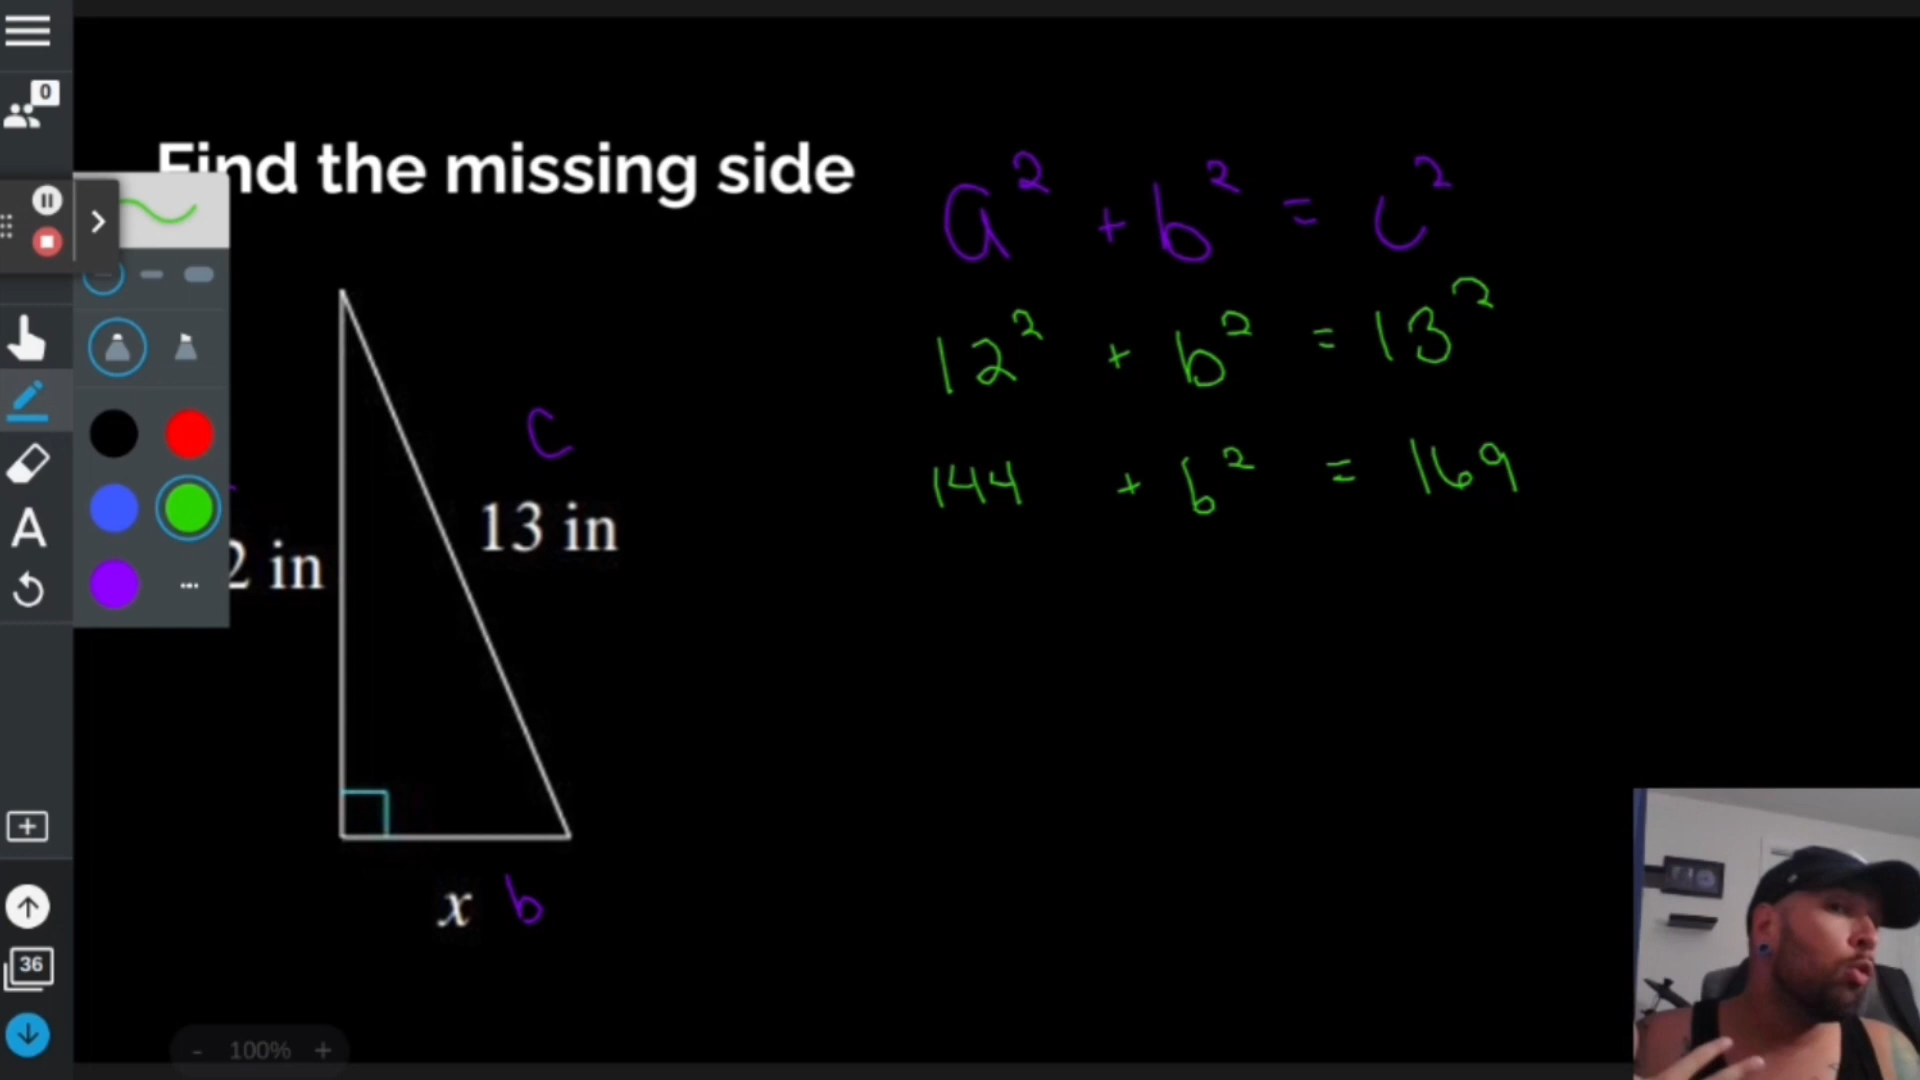 0
Find the missing side
a² + b² = c²
12² + b² = 13²
144 + b² = 169
c
13 in
2 in
A
...
x b
36
- 100% +